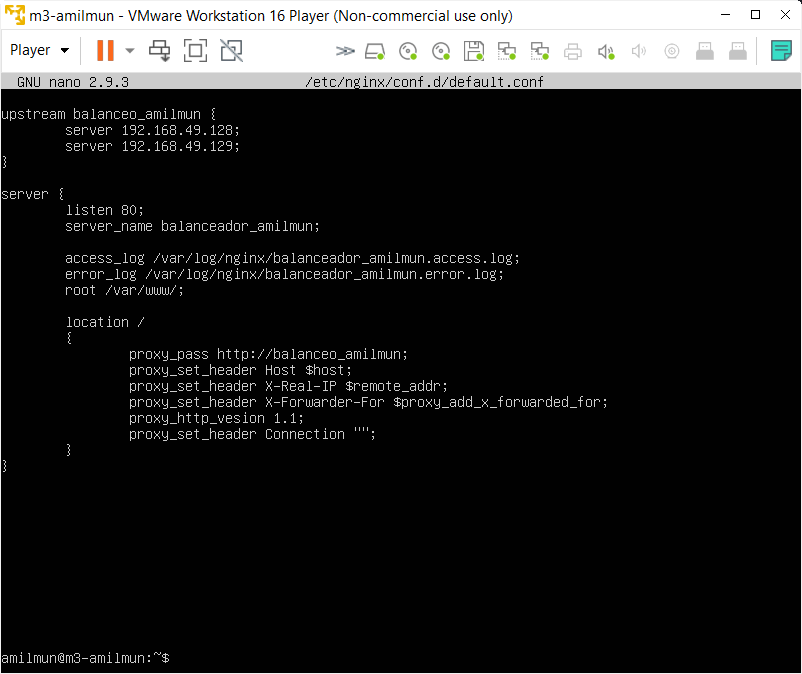 m3-amilmun - VMware Workstation 16 Player (Non-commercial use only)
Player
GNU nano 2.9.3 /etc/nginx/conf.d/default.conf
upstream balanceo_amilmun {
server 192.168.49.128;
server 192.168.49.129;
}
server {
listen 80;
server_name balanceador_amilmun;
access_log /var/log/nginx/balanceador_amilmun.access.log;
error_log /var/log/nginx/balanceador_amilmun.error.log;
root /var/www/;
location /
{
proxy_pass http://balanceo_amilmun;
proxy_set_header Host $host;
proxy_set_header X-Real-IP $remote_addr;
proxy_set_header X-Forwarder-For $proxy_add_x_forwarded_for;
proxy_http_vesion 1.1;
proxy_set_header Connection "";
}
}
amilmun@m3-amilmun:~$